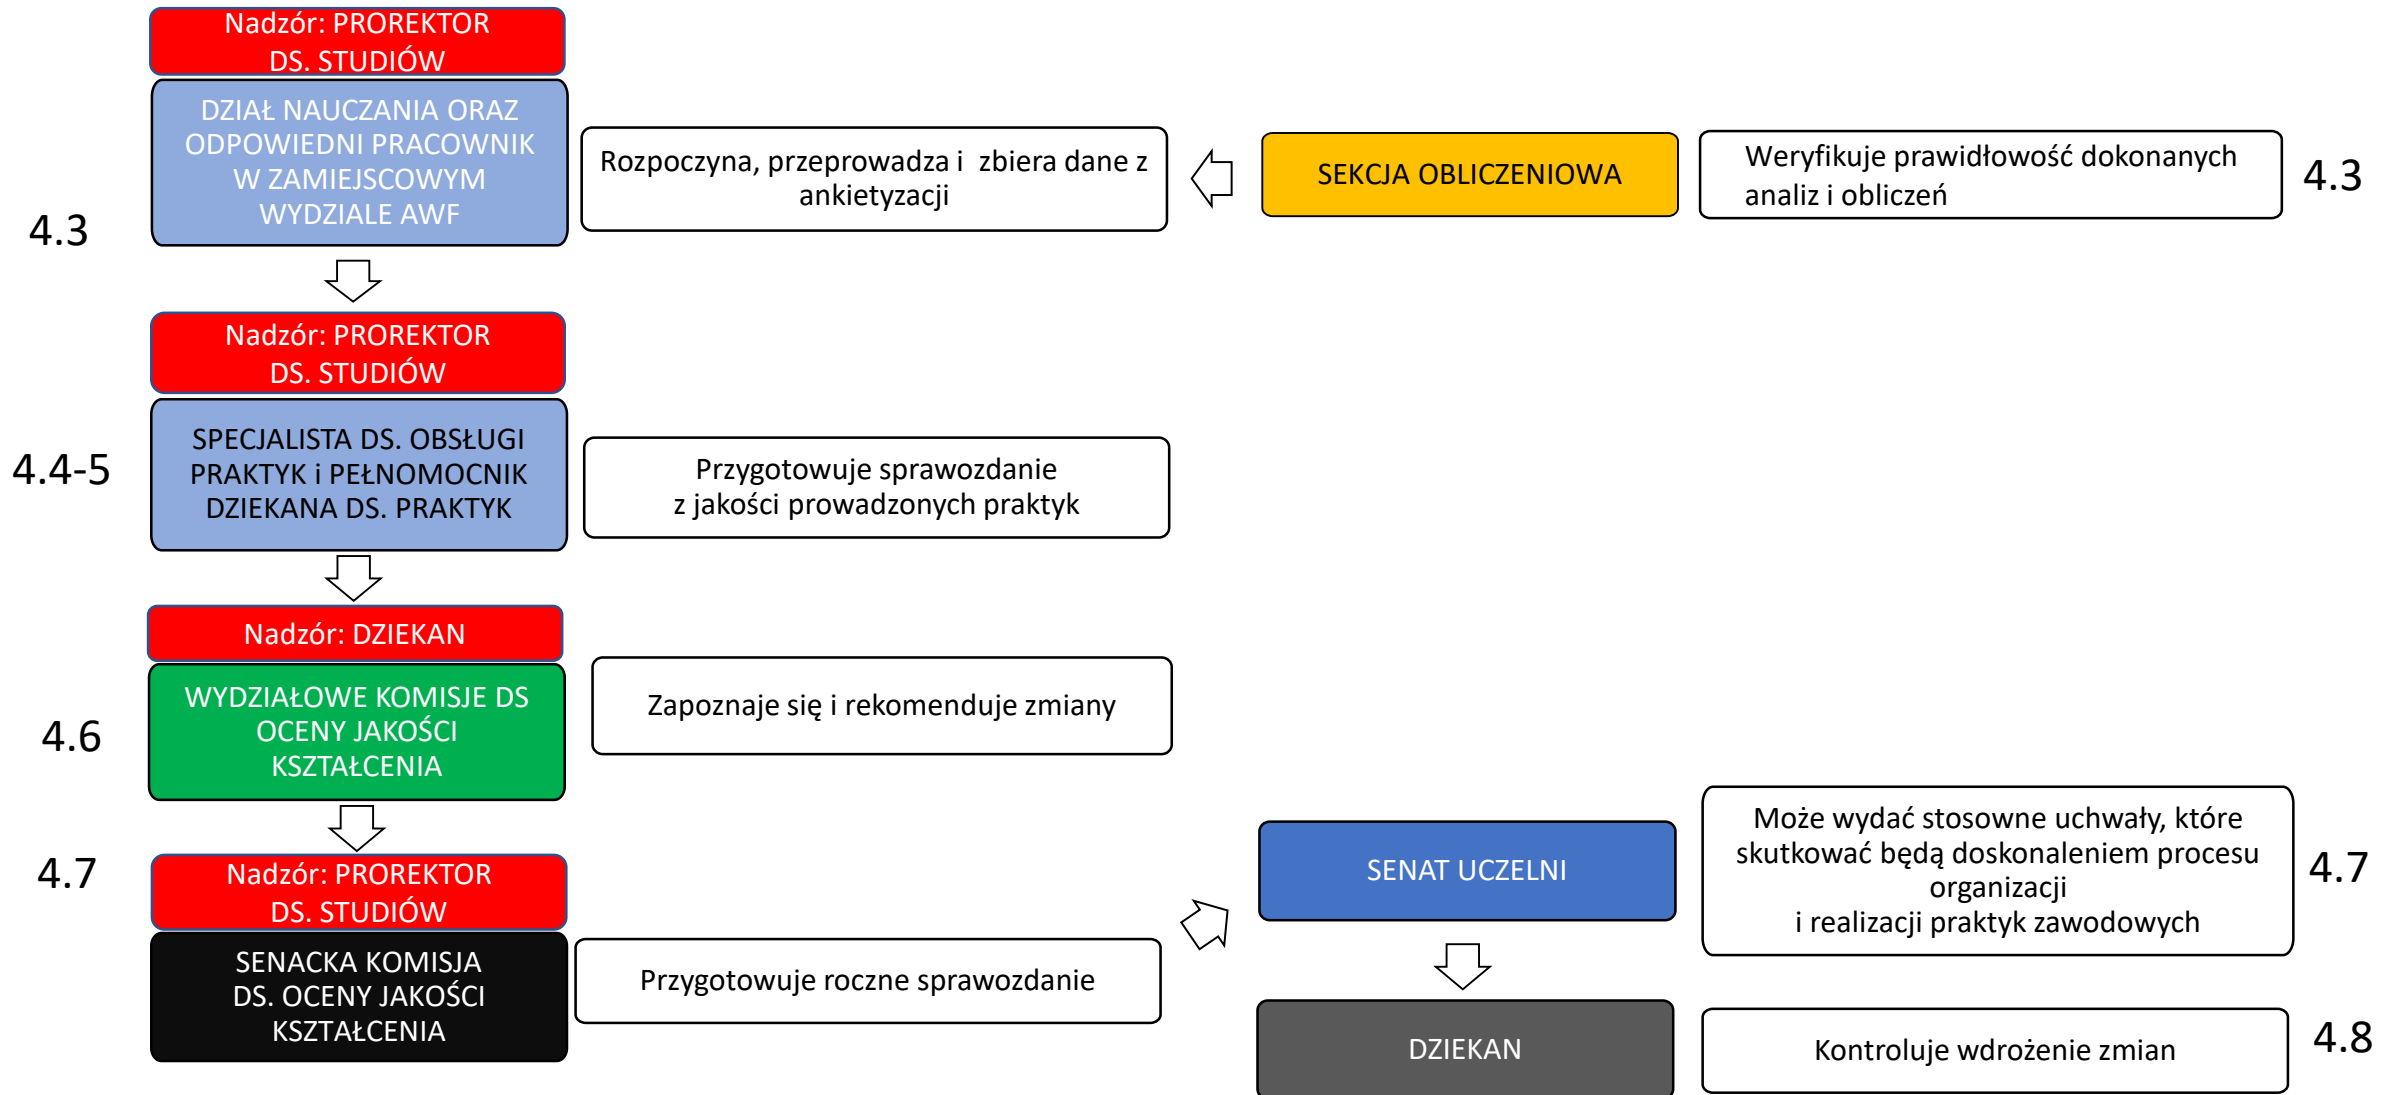 Nadzór: PROREKTOR
DS. STUDIÓW
DZIAŁ NAUCZANIA ORAZ
ODPOWIEDNI PRACOWNIK
W ZAMIEJSCOWYM
WYDZIALE AWF
4.3
Rozpoczyna, przeprowadza i zbiera dane z
ankietyzacji
SEKCJA OBLICZENIOWA
Weryfikuje prawidłowość dokonanych
analiz i obliczeń
4.3
Nadzór: PROREKTOR
DS. STUDIÓW
4.4-5
SPECJALISTA DS. OBSŁUGI
PRAKTYK i PEŁNOMOCNIK
DZIEKANA DS. PRAKTYK
Przygotowuje sprawozdanie
z jakości prowadzonych praktyk
Nadzór: DZIEKAN
4.6
WYDZIAŁOWE KOMISJE DS
OCENY JAKOŚCI
KSZTAŁCENIA
Zapoznaje się i rekomenduje zmiany
4.7
Nadzór: PROREKTOR
DS. STUDIÓW
SENACKA KOMISJA
DS. OCENY JAKOŚCI
KSZTAŁCENIA
Przygotowuje roczne sprawozdanie
SENAT UCZELNI
Może wydać stosowne uchwały, które
skutkować będą doskonaleniem procesu
organizacji
i realizacji praktyk zawodowych
4.7
DZIEKAN
Kontroluje wdrożenie zmian
4.8